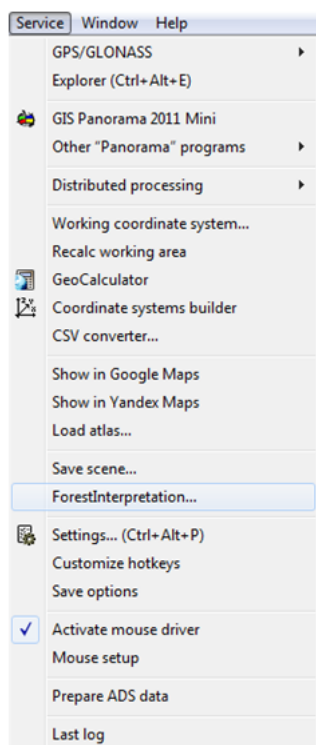 Service Window Help
GPS/GLONASS
Explorer (Ctrl+Alt+E)
GIS Panorama 2011 Mini
Other "Panorama" programs
Distributed processing
Working coordinate system...
Recalc working area
GeoCalculator
Coordinate systems builder
CSV converter...
Show in Google Maps
Show in Yandex Maps
Load atlas...
Save scene...
ForestInterpretation...
Settings... (Ctrl+Alt+P)
Customize hotkeys
Save options
Activate mouse driver
Mouse setup
Prepare ADS data
Last log